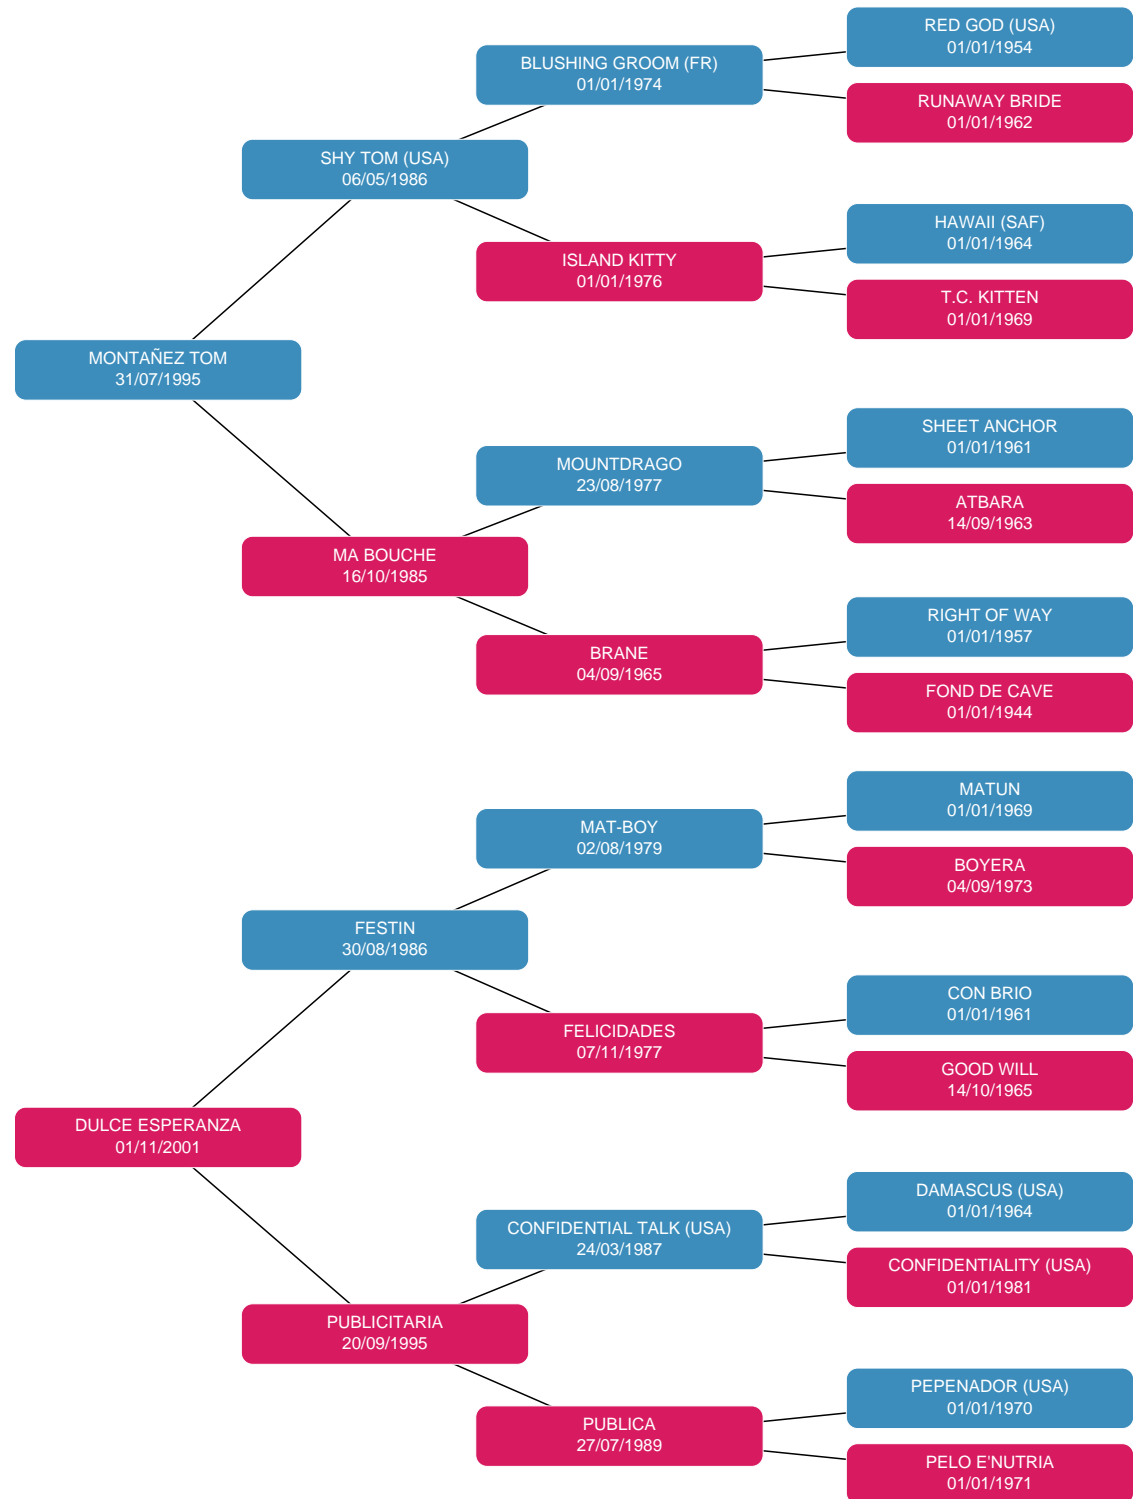 RED GOD (USA)
01/01/1954
BLUSHING GROOM (FR)
01/01/1974
RUNAWAY BRIDE
01/01/1962
SHY TOM (USA)
06/05/1986
HAWAII (SAF)
01/01/1964
ISLAND KITTY
01/01/1976
T.C. KITTEN
01/01/1969
MONTAÑEZ TOM
31/07/1995
SHEET ANCHOR
01/01/1961
MOUNTDRAGO
23/08/1977
ATBARA
14/09/1963
MA BOUCHE
16/10/1985
RIGHT OF WAY
01/01/1957
BRANE
04/09/1965
FOND DE CAVE
01/01/1944
MATUN
01/01/1969
MAT-BOY
02/08/1979
BOYERA
04/09/1973
FESTIN
30/08/1986
CON BRIO
01/01/1961
FELICIDADES
07/11/1977
GOOD WILL
14/10/1965
DULCE ESPERANZA
01/11/2001
DAMASCUS (USA)
01/01/1964
CONFIDENTIAL TALK (USA)
24/03/1987
CONFIDENTIALITY (USA)
01/01/1981
PUBLICITARIA
20/09/1995
PEPENADOR (USA)
01/01/1970
PUBLICA
27/07/1989
PELO E'NUTRIA
01/01/1971